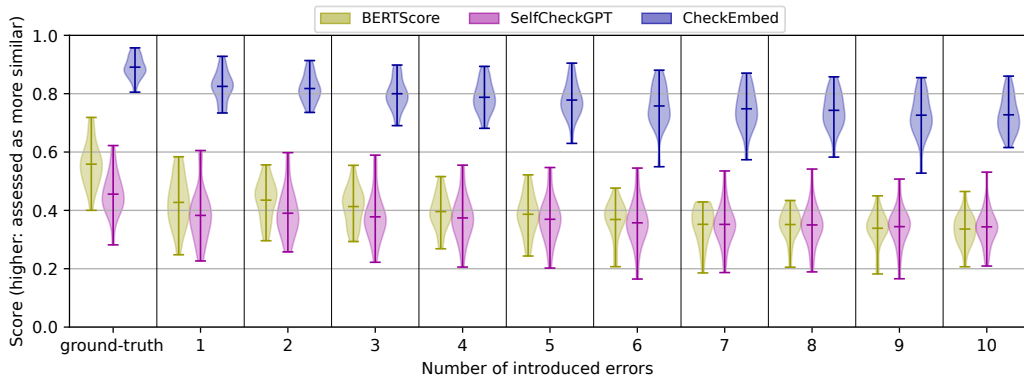 BERTScore SelfCheckGPT CheckEmbed
Score (higher: assessed as more similar)
1.0
0.8
0.6
0.4
0.2
0.0
ground-truth 1 2 3 4 5 6 7 8 9 10
Number of introduced errors